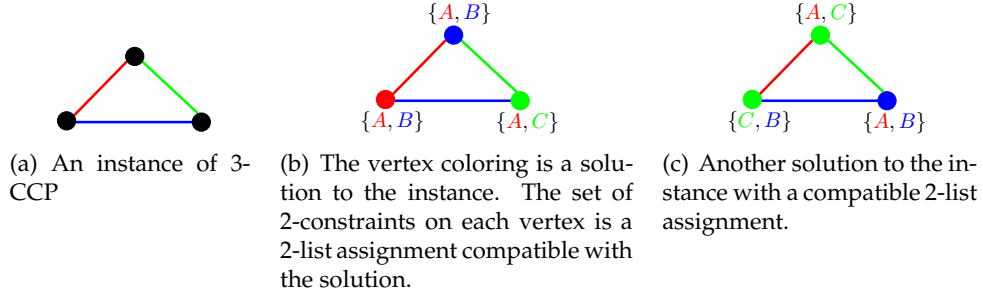 {A, B}
{A, C}
{A, B}
{A, C}
{C, B}
{A, B}
(a) An instance of 3-
CCP
(b) The vertex coloring is a solu-
tion to the instance. The set of
2-constraints on each vertex is a
2-list assignment compatible with
the solution.
(c) Another solution to the in-
stance with a compatible 2-list
assignment.